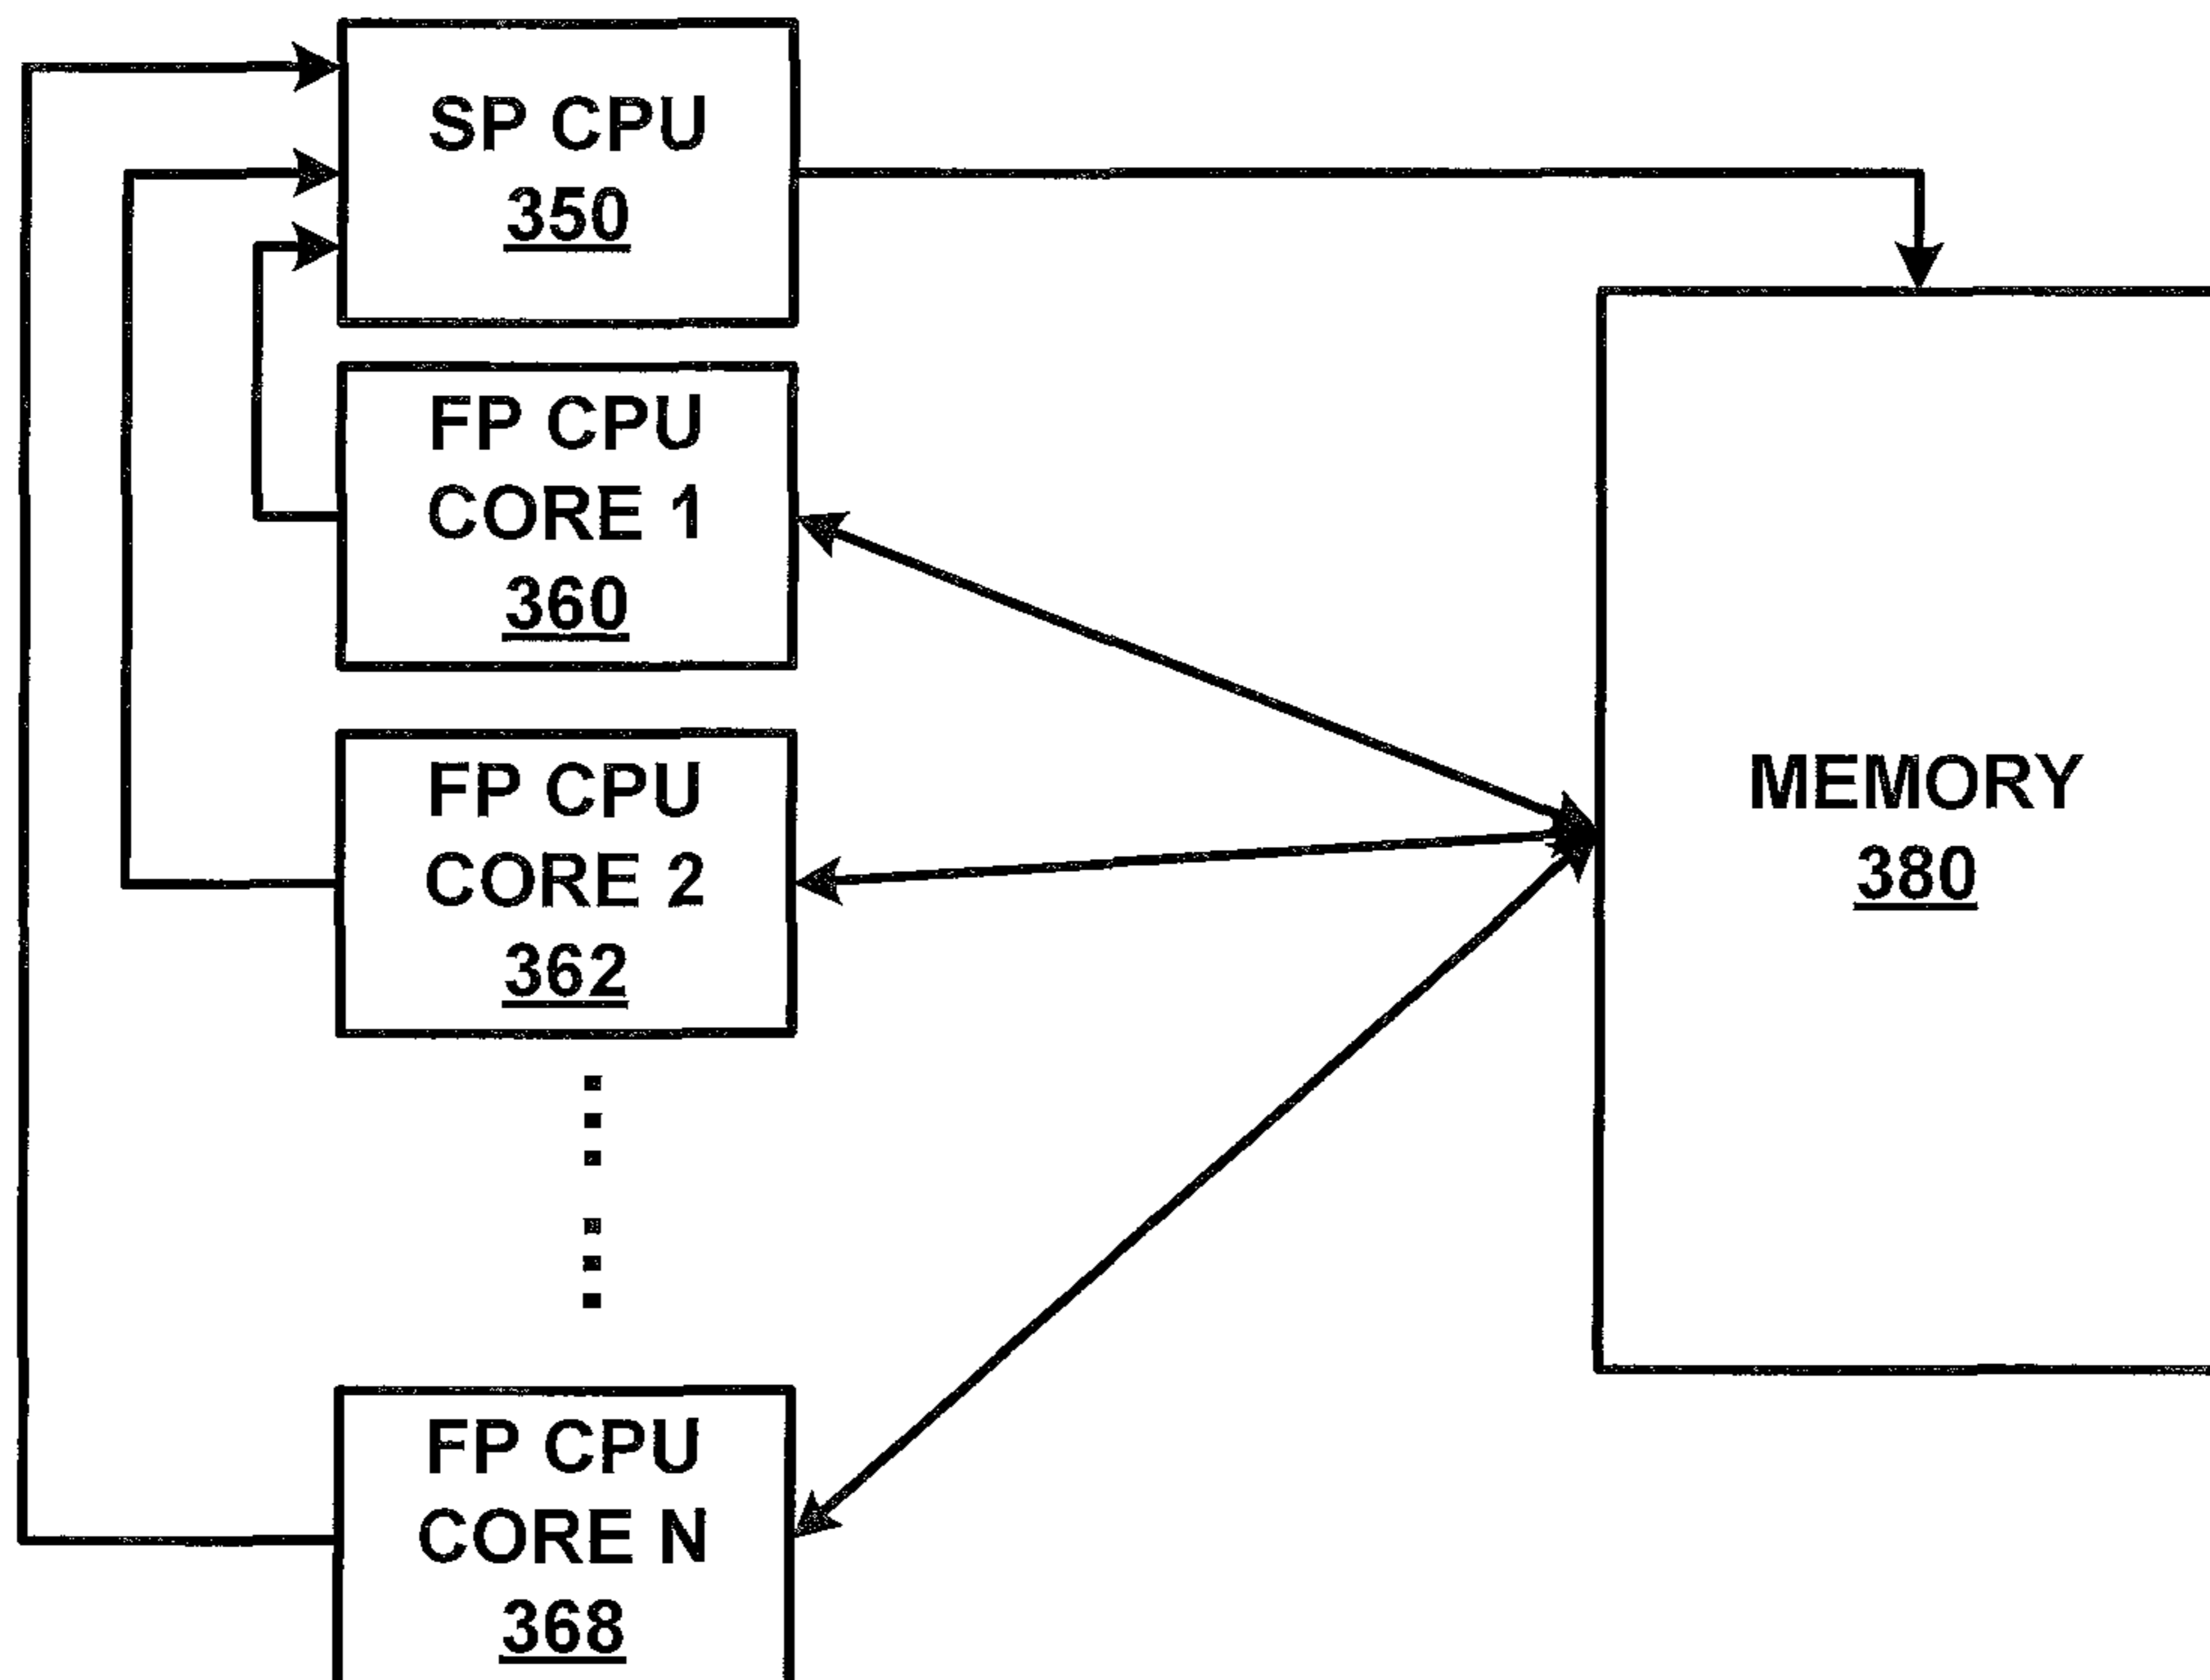 SP CPU
350
FP CPU
CORE 1
360
FP CPU
CORE 2
362
MEMORY
380
FP CPU
CORE N
368